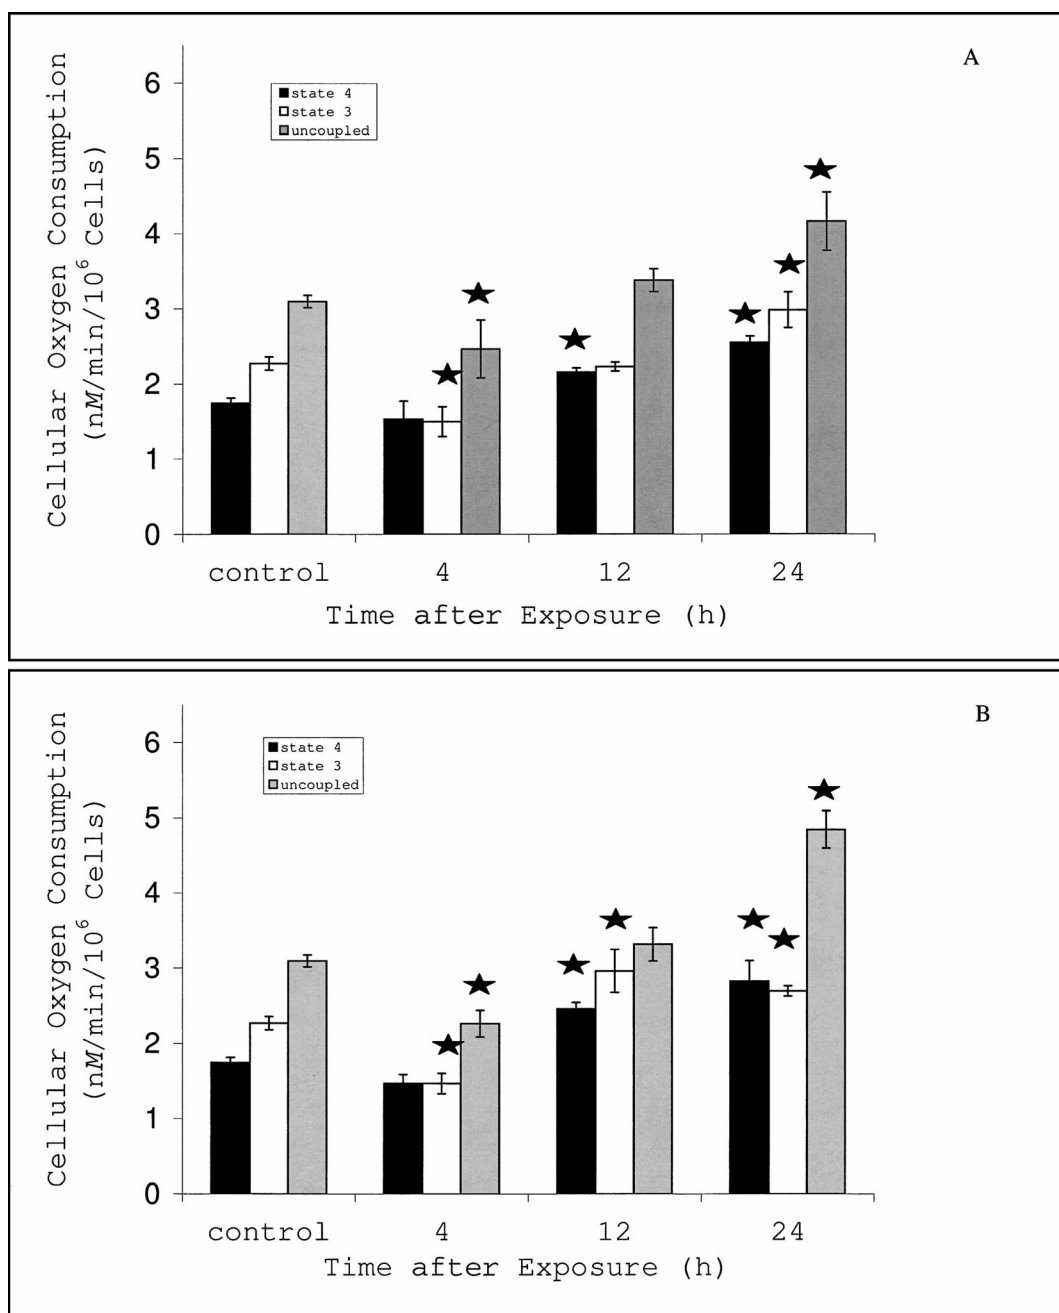 A
Cellular Oxygen Consumption
(nM/min/10⁶ Cells)
6
5
4
3
2
1
0
state 4
state 3
uncoupled
control 4 12 24
Time after Exposure (h)
B
Cellular Oxygen Consumption
(nM/min/10⁶ Cells)
6
5
4
3
2
1
0
state 4
state 3
uncoupled
control 4 12 24
Time after Exposure (h)